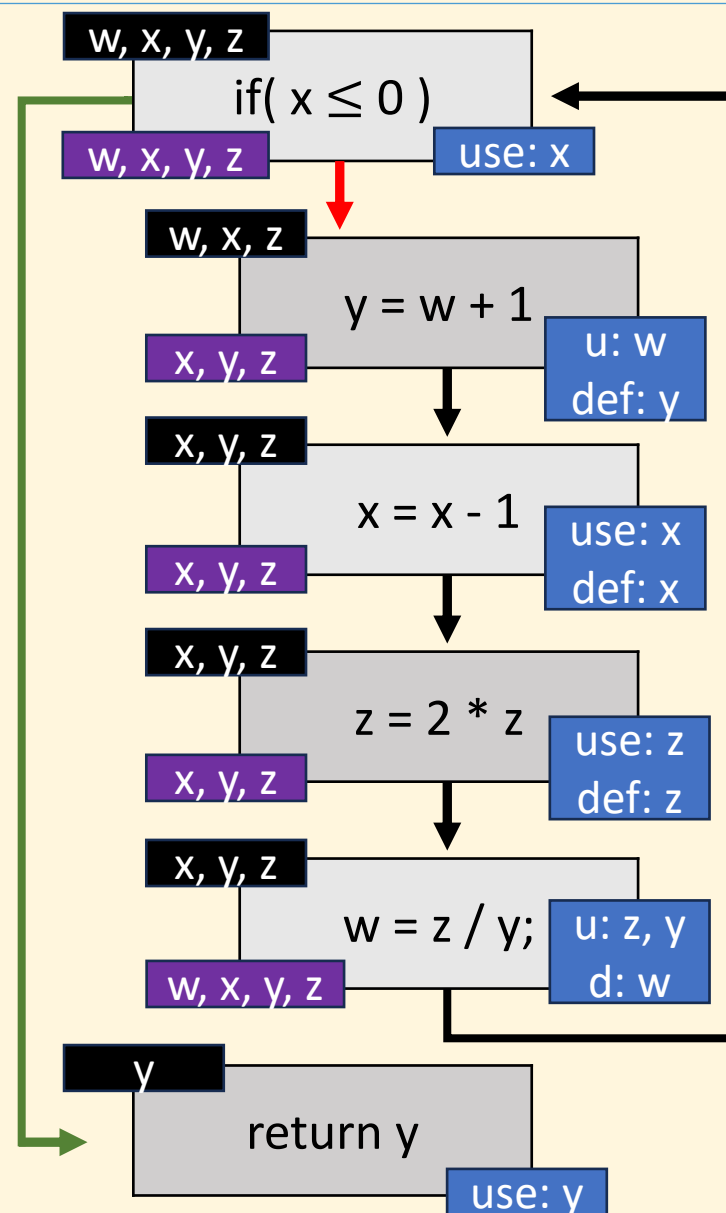 w, x, y, z
if( x ≤ 0 )
w, x, y, z
use: x
w, x, z
y = w + 1
x, y, z
u: w
def: y
x, y, z
x = x - 1
x, y, z
use: x
def: x
x, y, z
z = 2 * z
x, y, z
use: z
def: z
x, y, z
w = z / y;
w, x, y, z
u: z, y
d: w
y
return y
use: y